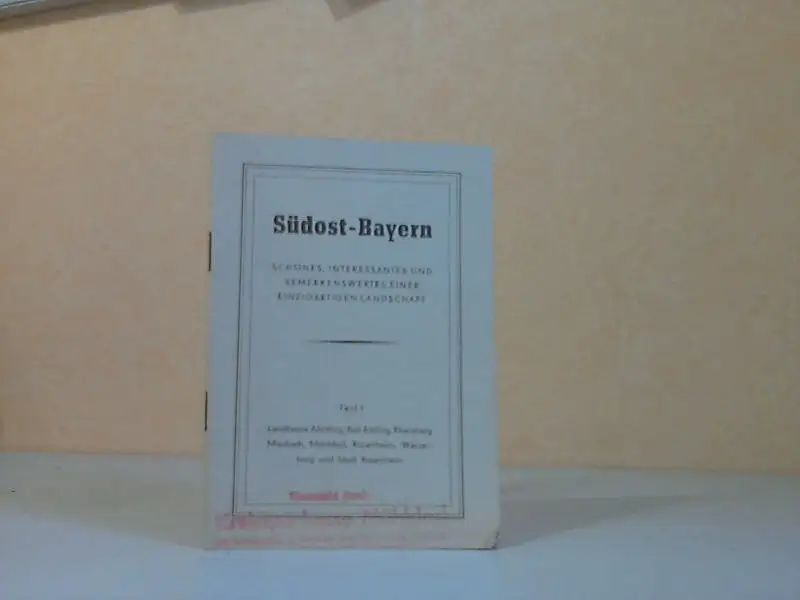 Südost-Bayern
SCHÖNES, INTERESSANTES UND
BEMERKENSWERTES EINER
EINZIGARTIGEN LANDSCHAFT
Teil I
Landkreise Altötting, Bad Aibling, Ebersberg
Miesbach, Mühldorf, Rosenheim, Wasser-
burg und Stadt Rosenheim